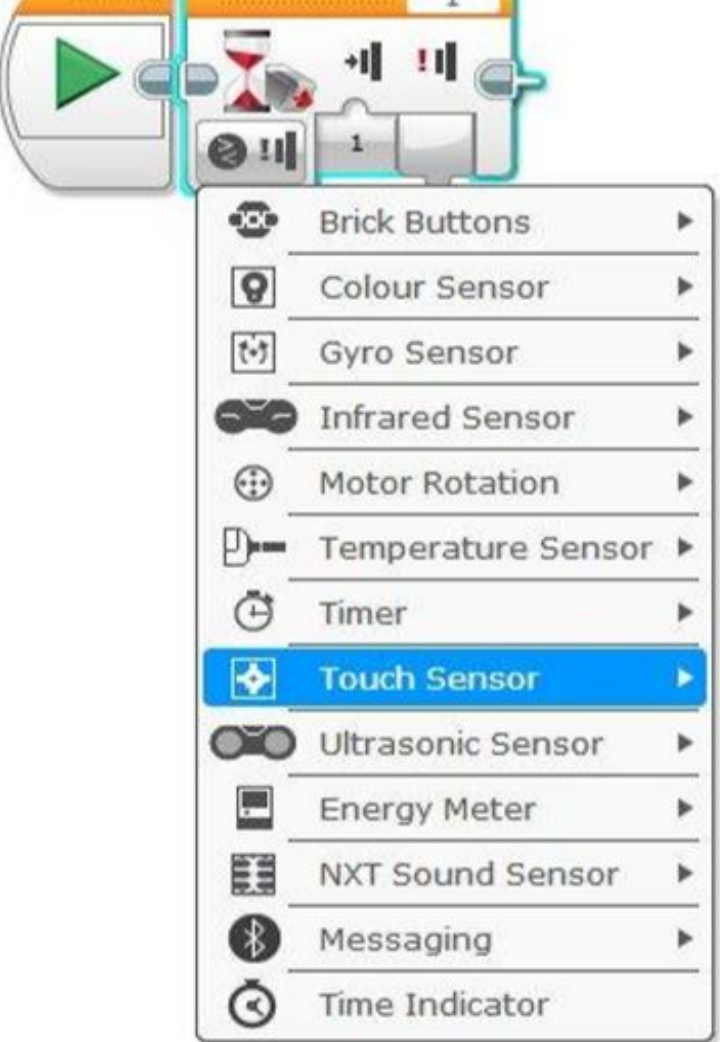 1
1
Brick Buttons
Colour Sensor
Gyro Sensor
Infrared Sensor
Motor Rotation
Temperature Sensor
Timer
Touch Sensor
Ultrasonic Sensor
Energy Meter
NXT Sound Sensor
Messaging
Time Indicator